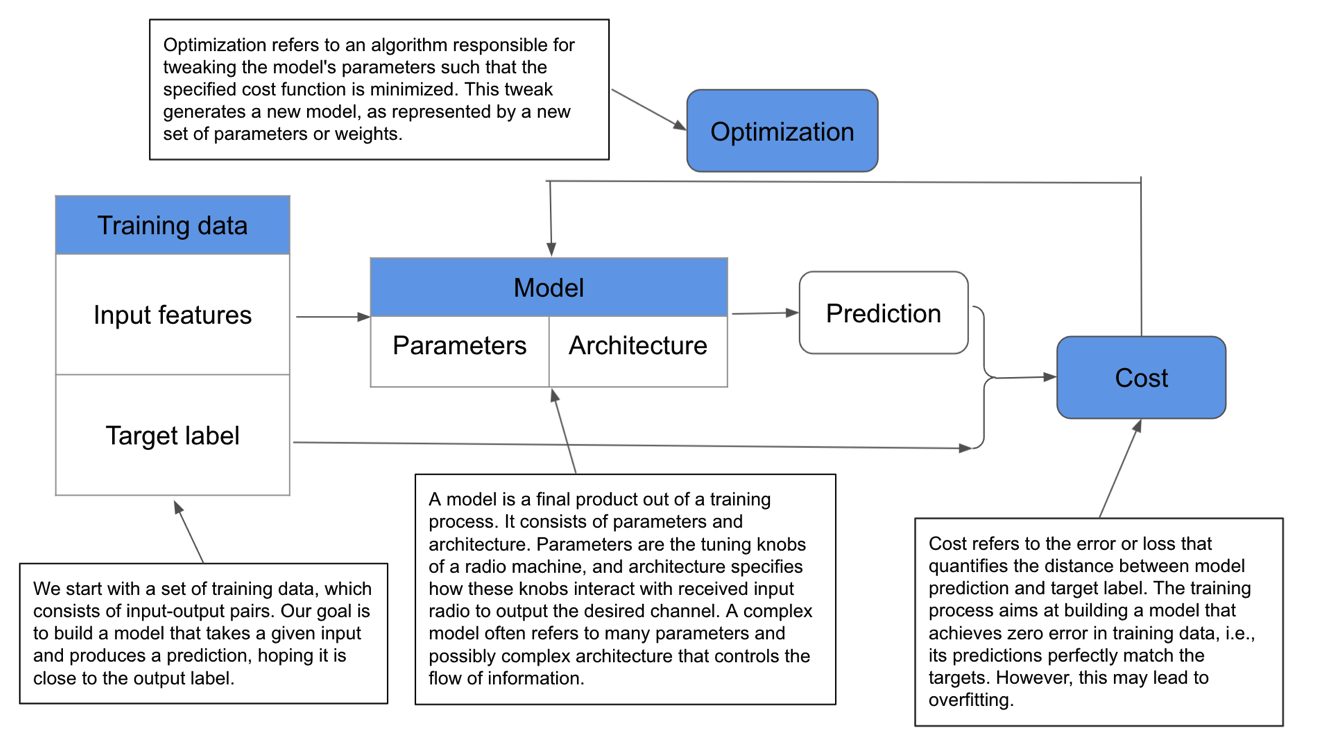 Optimization refers to an algorithm responsible for
tweaking the model's parameters such that the
specified cost function is minimized. This tweak
generates a new model, as represented by a new
set of parameters or weights.
Optimization
Training data
Input features
Target label
Model
Parameters
Architecture
Prediction
Cost
We start with a set of training data, which
consists of input-output pairs. Our goal is
to build a model that takes a given input
and produces a prediction, hoping it is
close to the output label.
A model is a final product out of a training
process. It consists of parameters and
architecture. Parameters are the tuning knobs
of a radio machine, and architecture specifies
how these knobs interact with received input
radio to output the desired channel. A complex
model often refers to many parameters and
possibly complex architecture that controls the
flow of information.
Cost refers to the error or loss that
quantifies the distance between model
prediction and target label. The training
process aims at building a model that
achieves zero error in training data, i.e.,
its predictions perfectly match the
targets. However, this may lead to
overfitting.